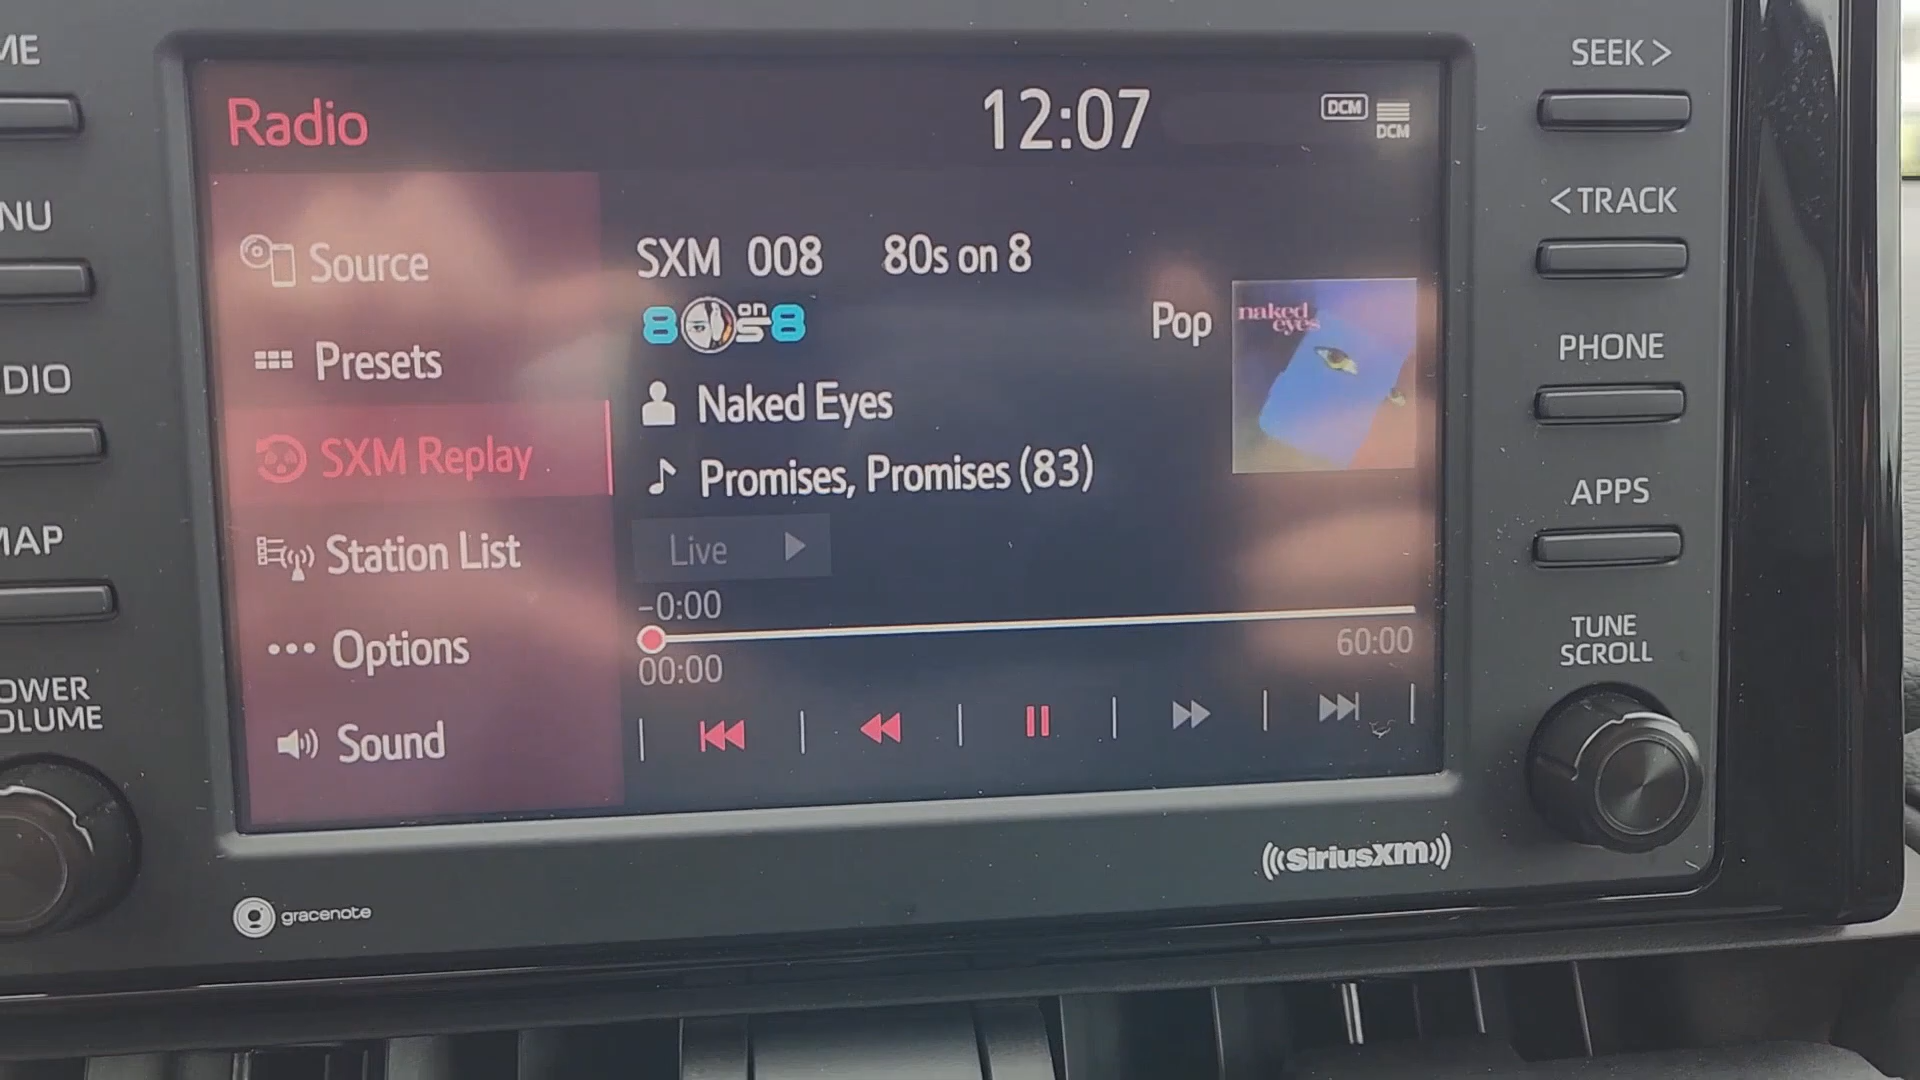 Radio
12:07
DCM
DCM
Source
Presets
SXM Replay
Station List
Options
Sound
SXM 008 80s on 8
8 on 8
Pop
naked
eyes
Naked Eyes
Promises, Promises (83)
Live
-0:00
00:00
60:00
ME
NU
DIO
MAP
OWER
OLUME
SEEK >
< TRACK
PHONE
APPS
TUNE
SCROLL
gracenote
((SiriusXM))